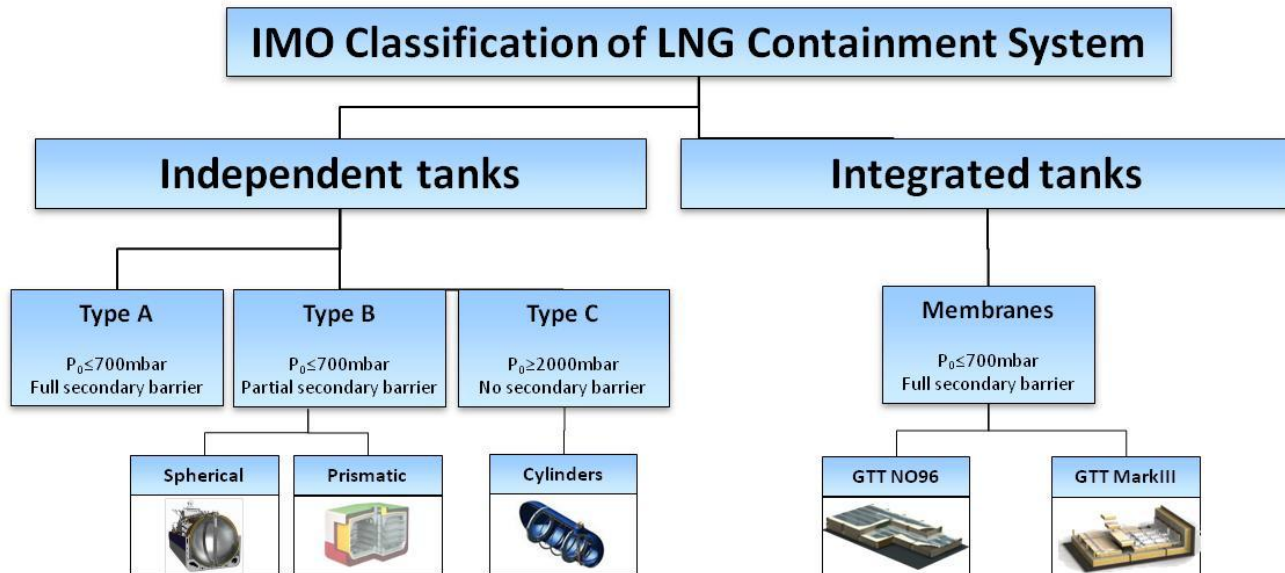 IMO Classification of LNG Containment System
Independent tanks
Integrated tanks
Type A
P₀≤700mbar
Full secondary barrier
Type B
P₀≤700mbar
Partial secondary barrier
Type C
P₀≥2000mbar
No secondary barrier
Membranes
P₀≤700mbar
Full secondary barrier
Spherical
Prismatic
Cylinders
GTT NO96
GTT MarkIII